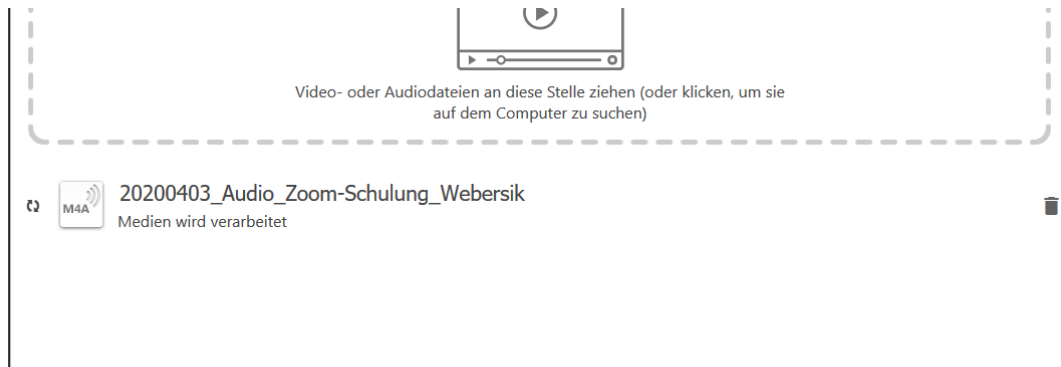 Video- oder Audiodateien an diese Stelle ziehen (oder klicken, um sie
auf dem Computer zu suchen)
20200403_Audio_Zoom-Schulung_Webersik
M4A
Medien wird verarbeitet